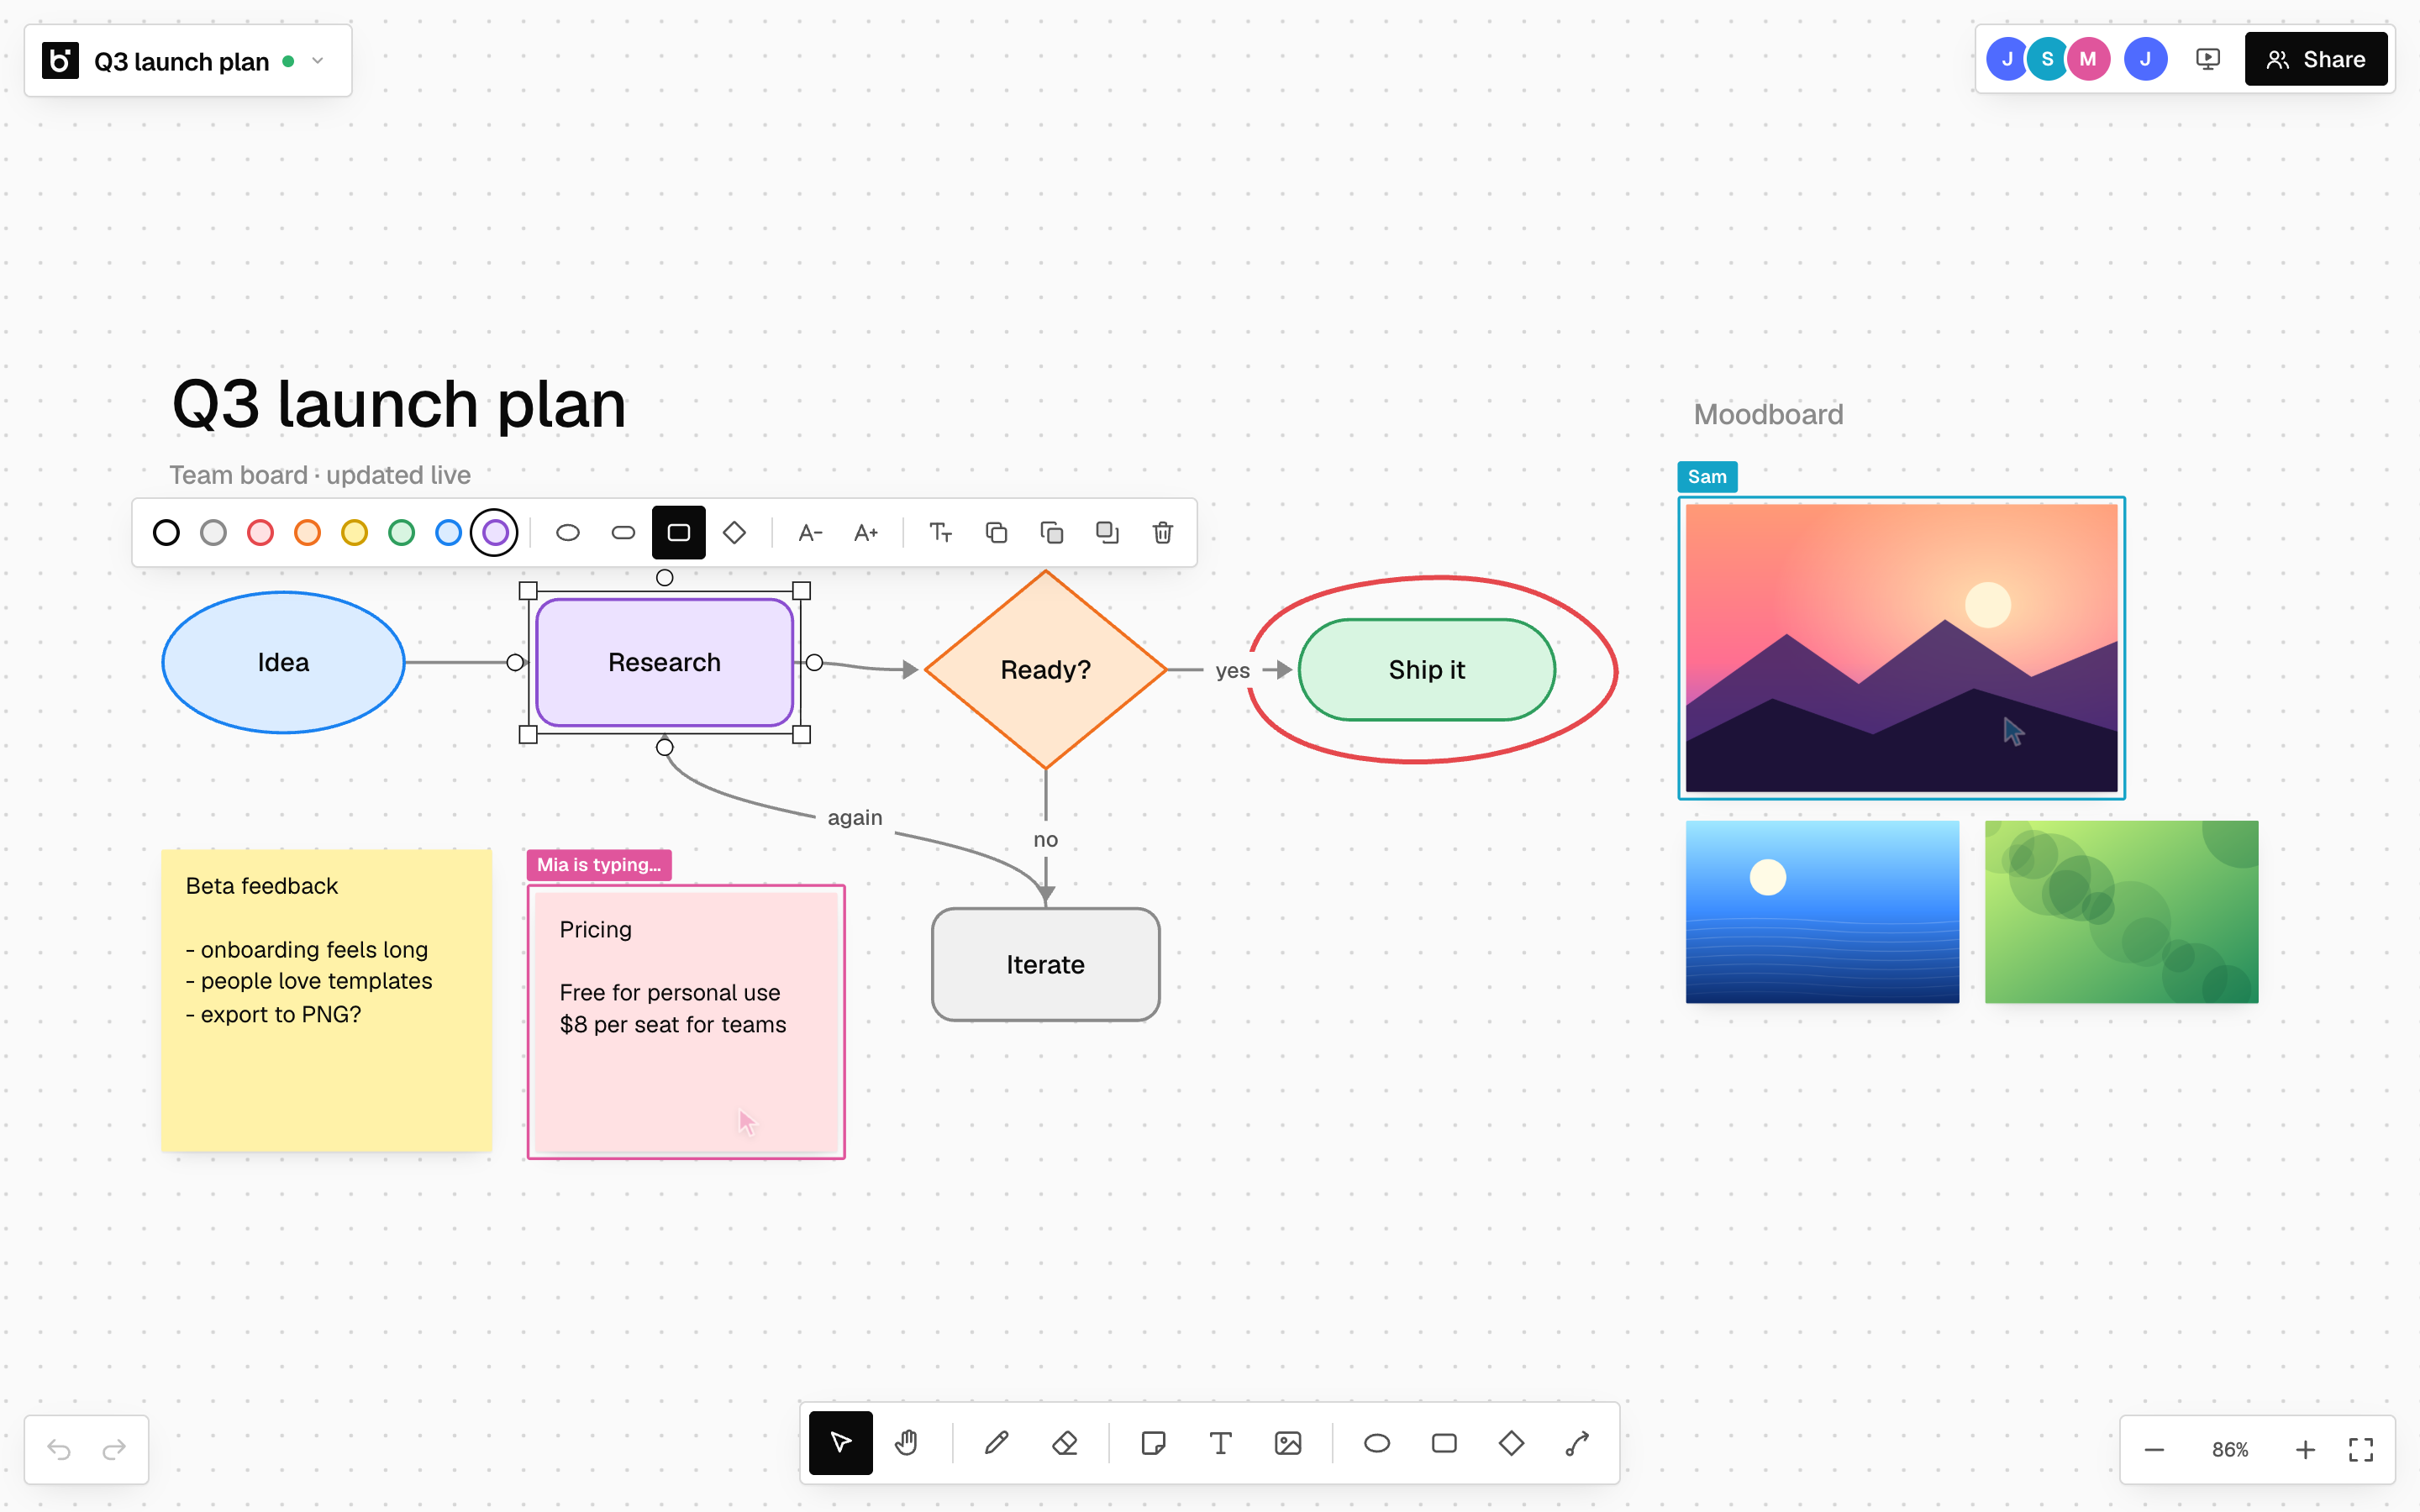 Q3 launch plan
J S M J
Share
Q3 launch plan
Team board · updated live
Moodboard
Sam
A- A+ TT
Idea
Research
Ready?
yes
Ship it
again
no
Mia is typing...
Beta feedback
- onboarding feels long
- people love templates
- export to PNG?
Pricing
Free for personal use
$8 per seat for teams
Iterate
T
86%